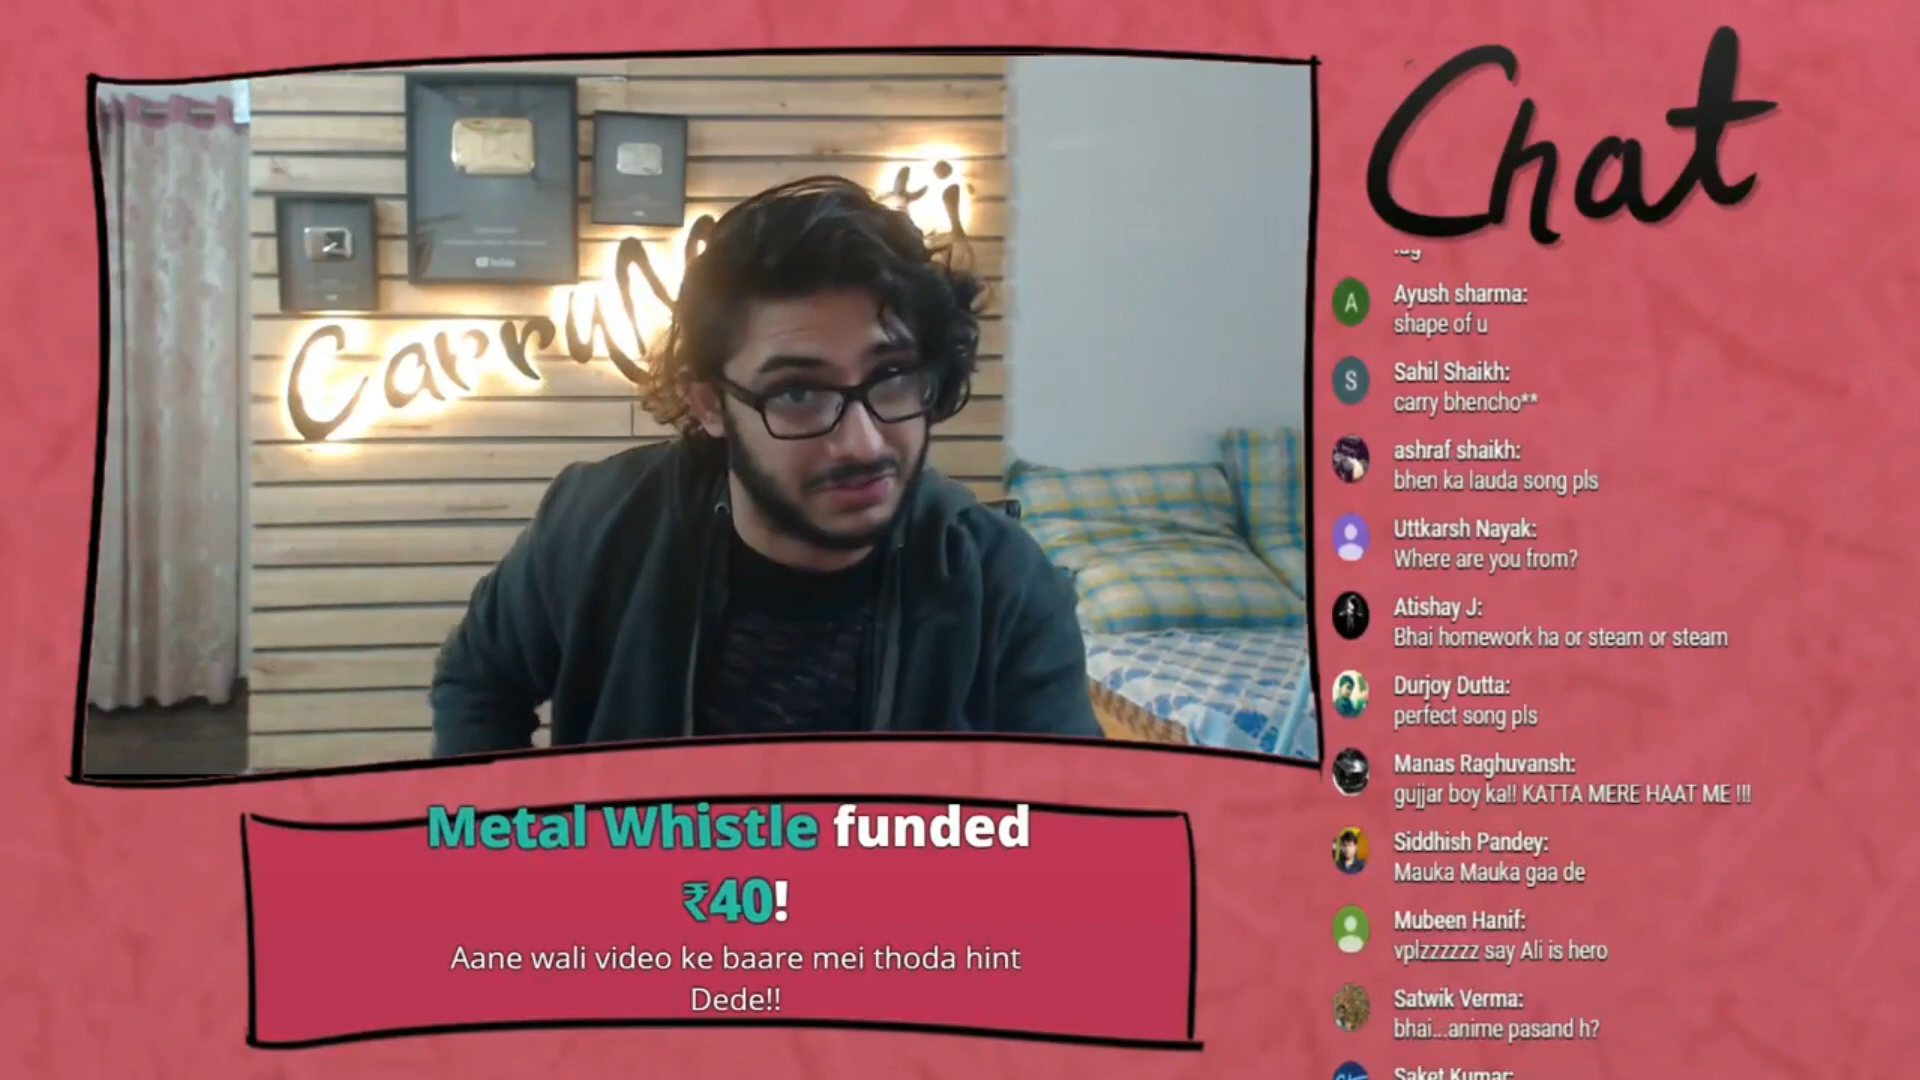 Chat
CarryMi ti
YouTube
Ayush sharma:
shape of u
Sahil Shaikh:
carry bhencho**
ashraf shaikh:
bhen ka lauda song pls
Uttkarsh Nayak:
Where are you from?
Atishay J:
Bhai homework ha or steam or steam
Durjoy Dutta:
perfect song pls
Manas Raghuvansh:
gujjar boy ka!! KATTA MERE HAAT ME !!!
Siddhish Pandey:
Mauka Mauka gaa de
Mubeen Hanif:
vplzzzzzz say Ali is hero
Satwik Verma:
bhai...anime pasand h?
Saket Kumar:
Metal Whistle funded
₹40!
Aane wali video ke baare mei thoda hint
Dede!!